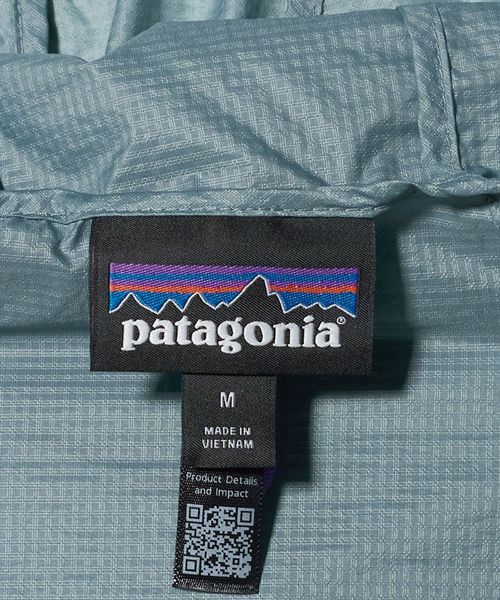 patagonia®
M
MADE IN
VIETNAM
Product Details
and Impact